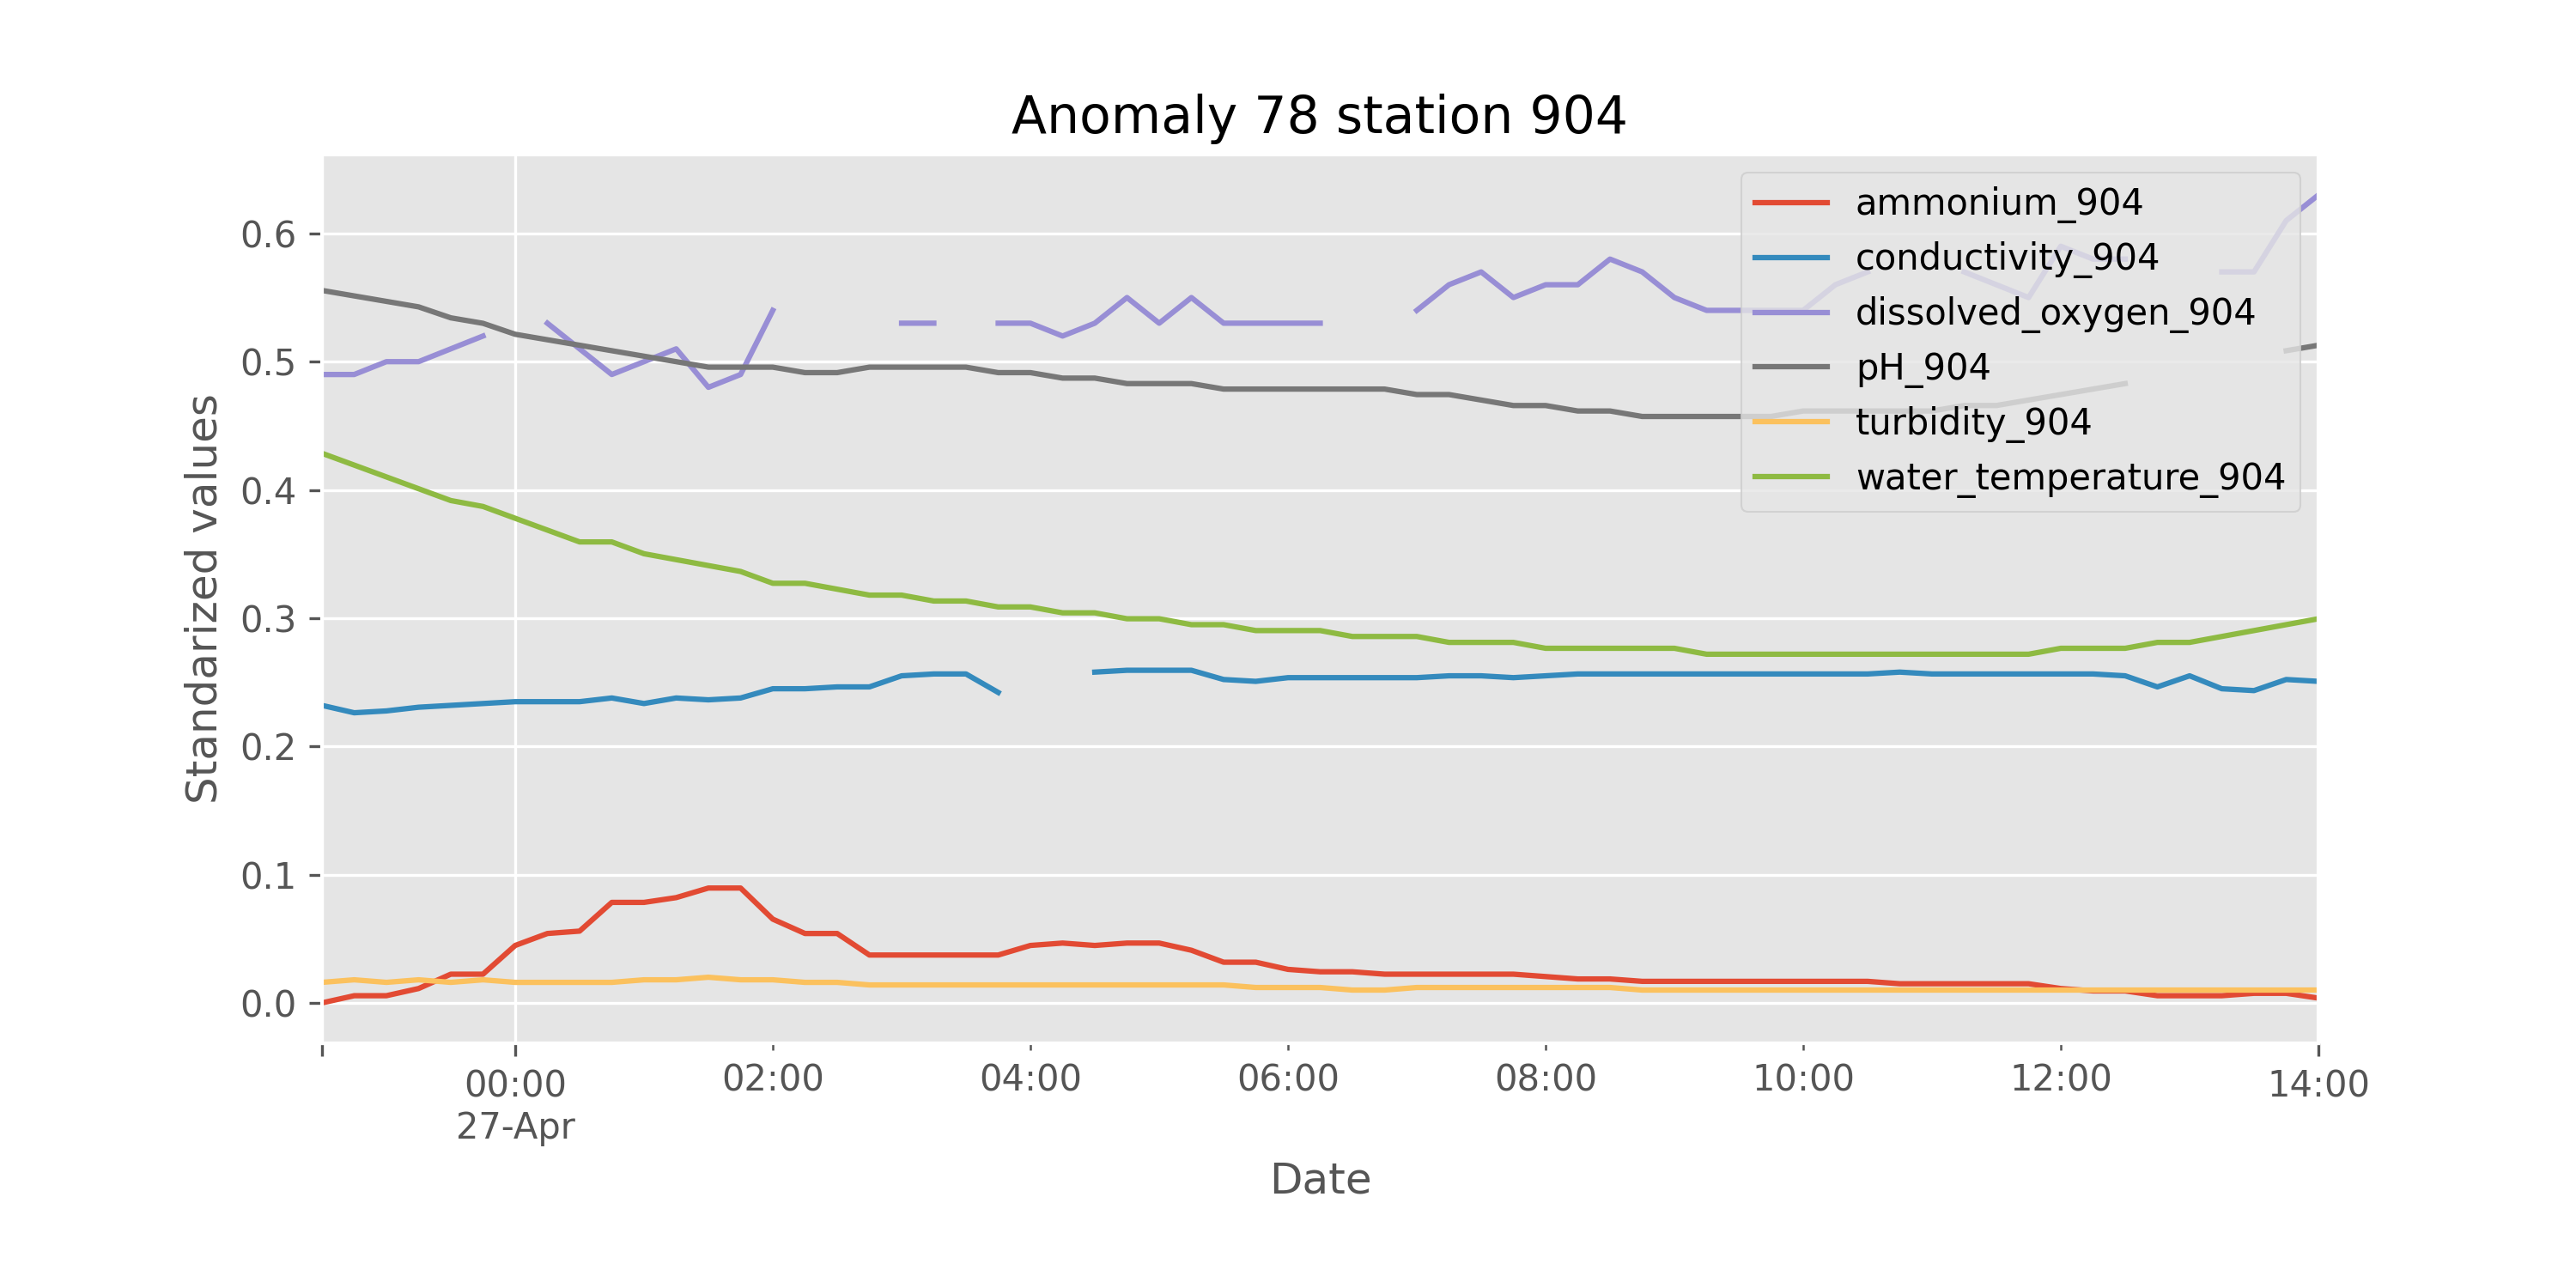 Anomaly 78 station 904
ammonium_904
conductivity_904
dissolved_oxygen_904
pH_904
turbidity_904
water_temperature_904
Standarized values
0.6
0.5
0.4
0.3
0.2
0.1
0.0
00:00 02:00 04:00 06:00 08:00 10:00 12:00 14:00
27-Apr
Date